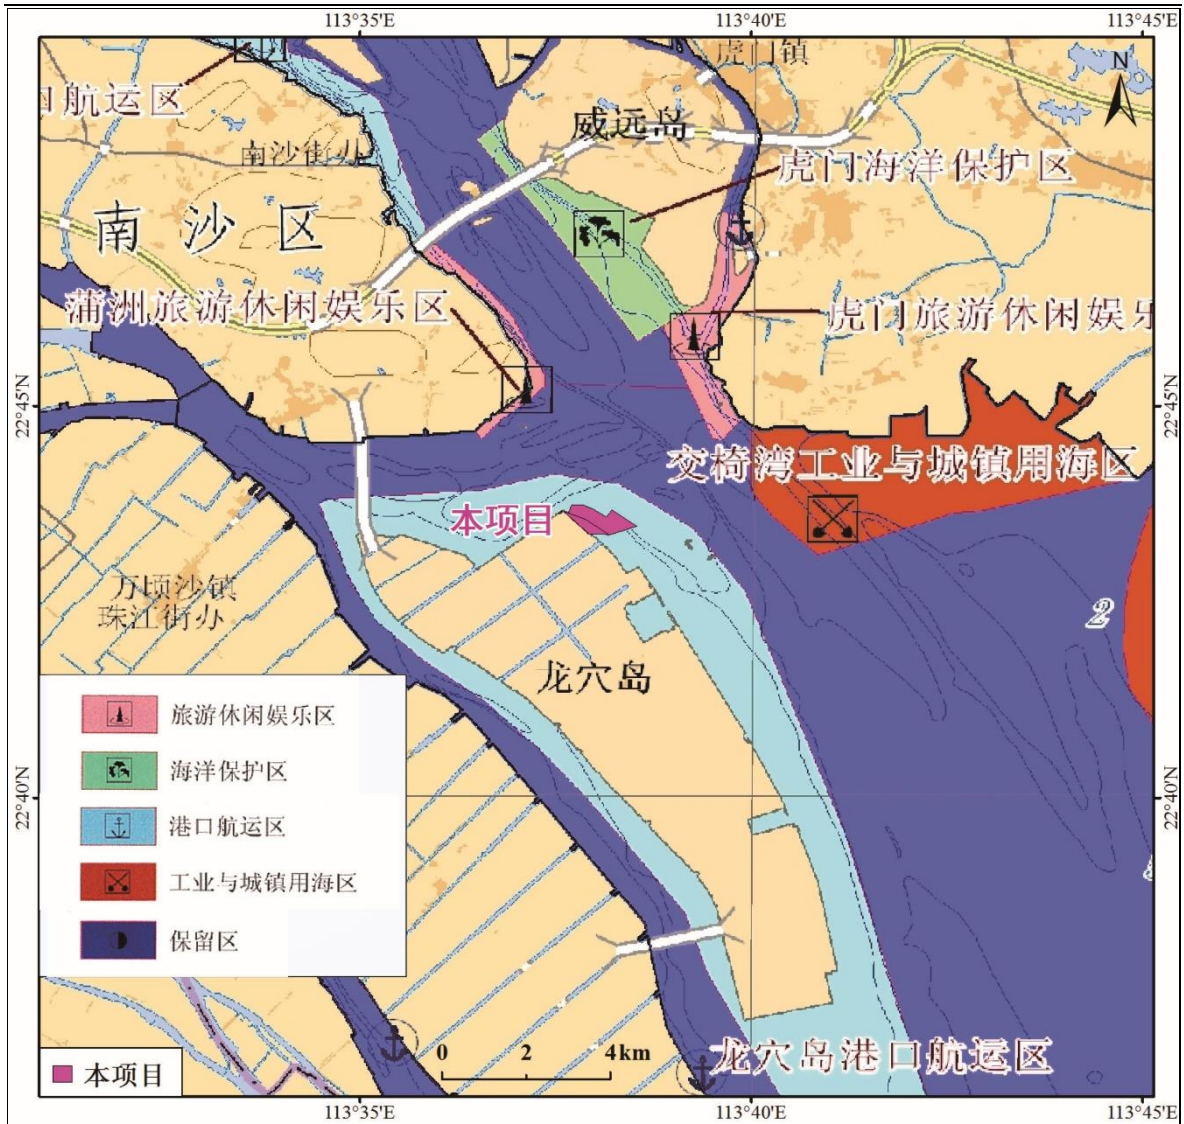 113°35'E
113°40'E
113°45'E
虎门镇
N
口航运区
威远岛
南沙街办
虎门海洋保护区
南沙区
蒲洲旅游休闲娱乐区
虎门旅游休闲娱乐
22°45'N
22°45'N
交椅湾工业与城镇用海区
本项目
万顷沙镇
珠江街办
2
龙穴岛
旅游休闲娱乐区
海洋保护区
港口航运区
工业与城镇用海区
保留区
22°40'N
22°40'N
龙穴岛港口航运区
0 2 4km
本项目
113°35'E
113°40'E
113°45'E